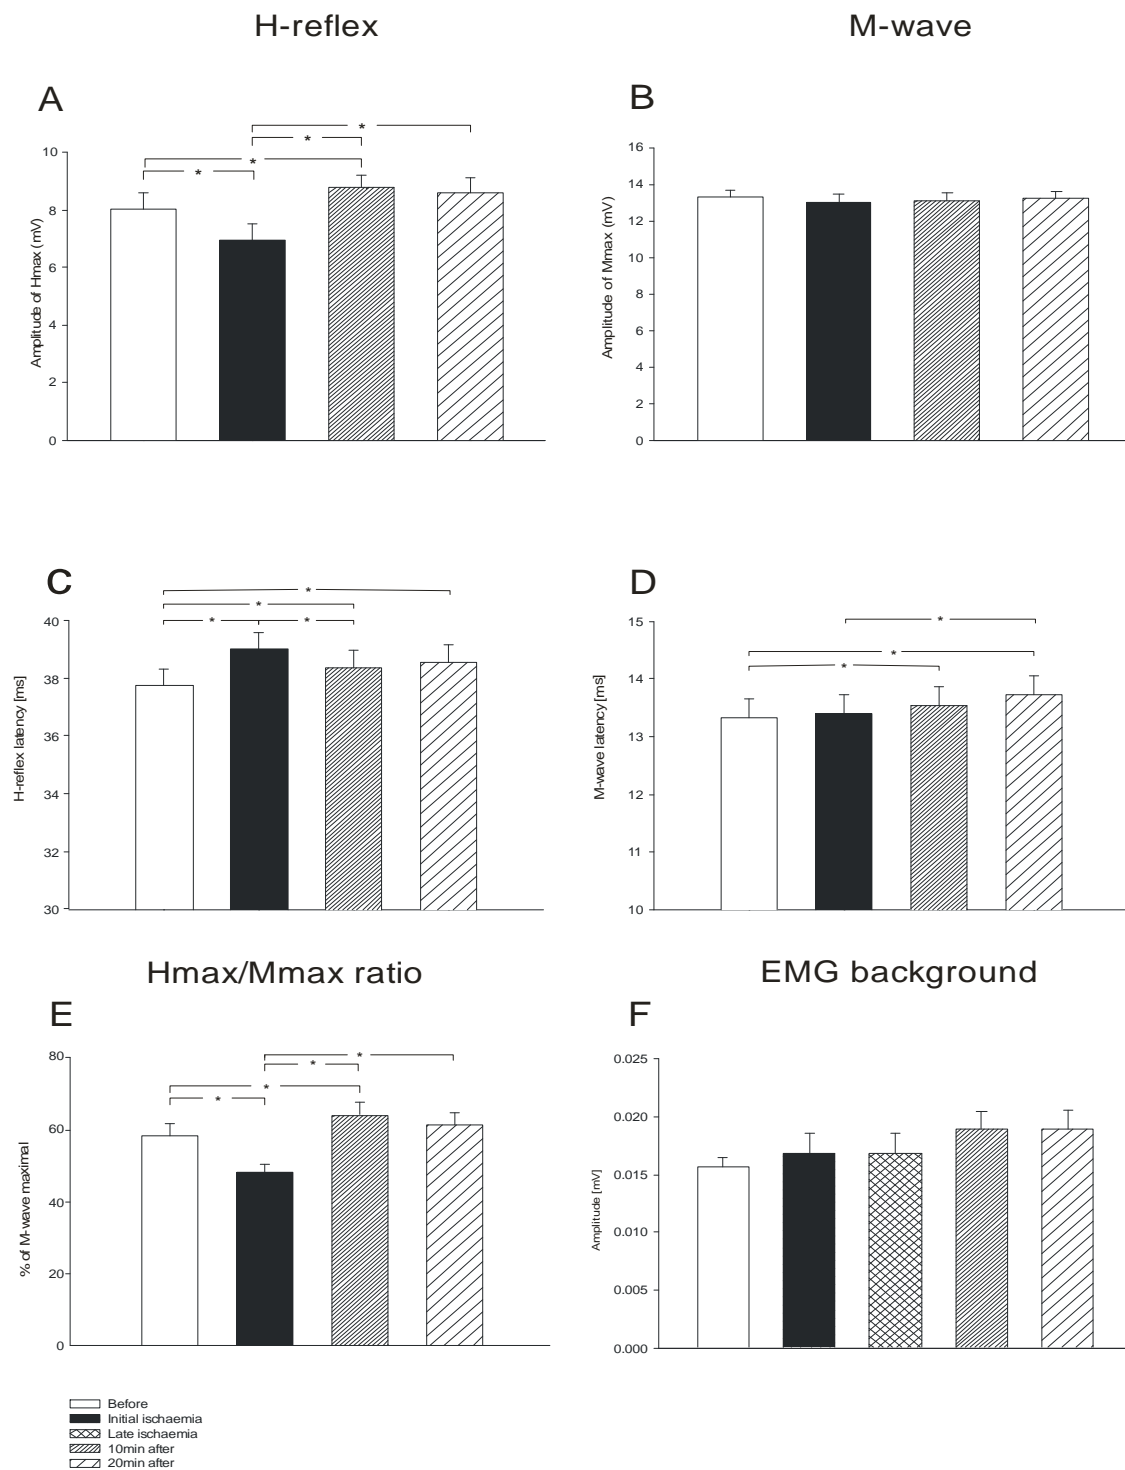 H-reflex
M-wave
A
* * * *
10
8
6
4
2
0
Amplitude of Hmax (mV)
B
16
14
12
10
8
6
4
2
0
Amplitude of Mmax (mV)
C
* * * *
40
38
36
34
32
30
H-reflex latency [ms]
D
* * *
15
14
13
12
11
10
M-wave latency [ms]
Hmax/Mmax ratio
EMG background
E
* * * *
80
60
40
20
0
% of M-wave maximal
F
0.025
0.020
0.015
0.010
0.005
0.000
Amplitude [mV]
Before
Initial ischaemia
Late ischaemia
10min after
20min after